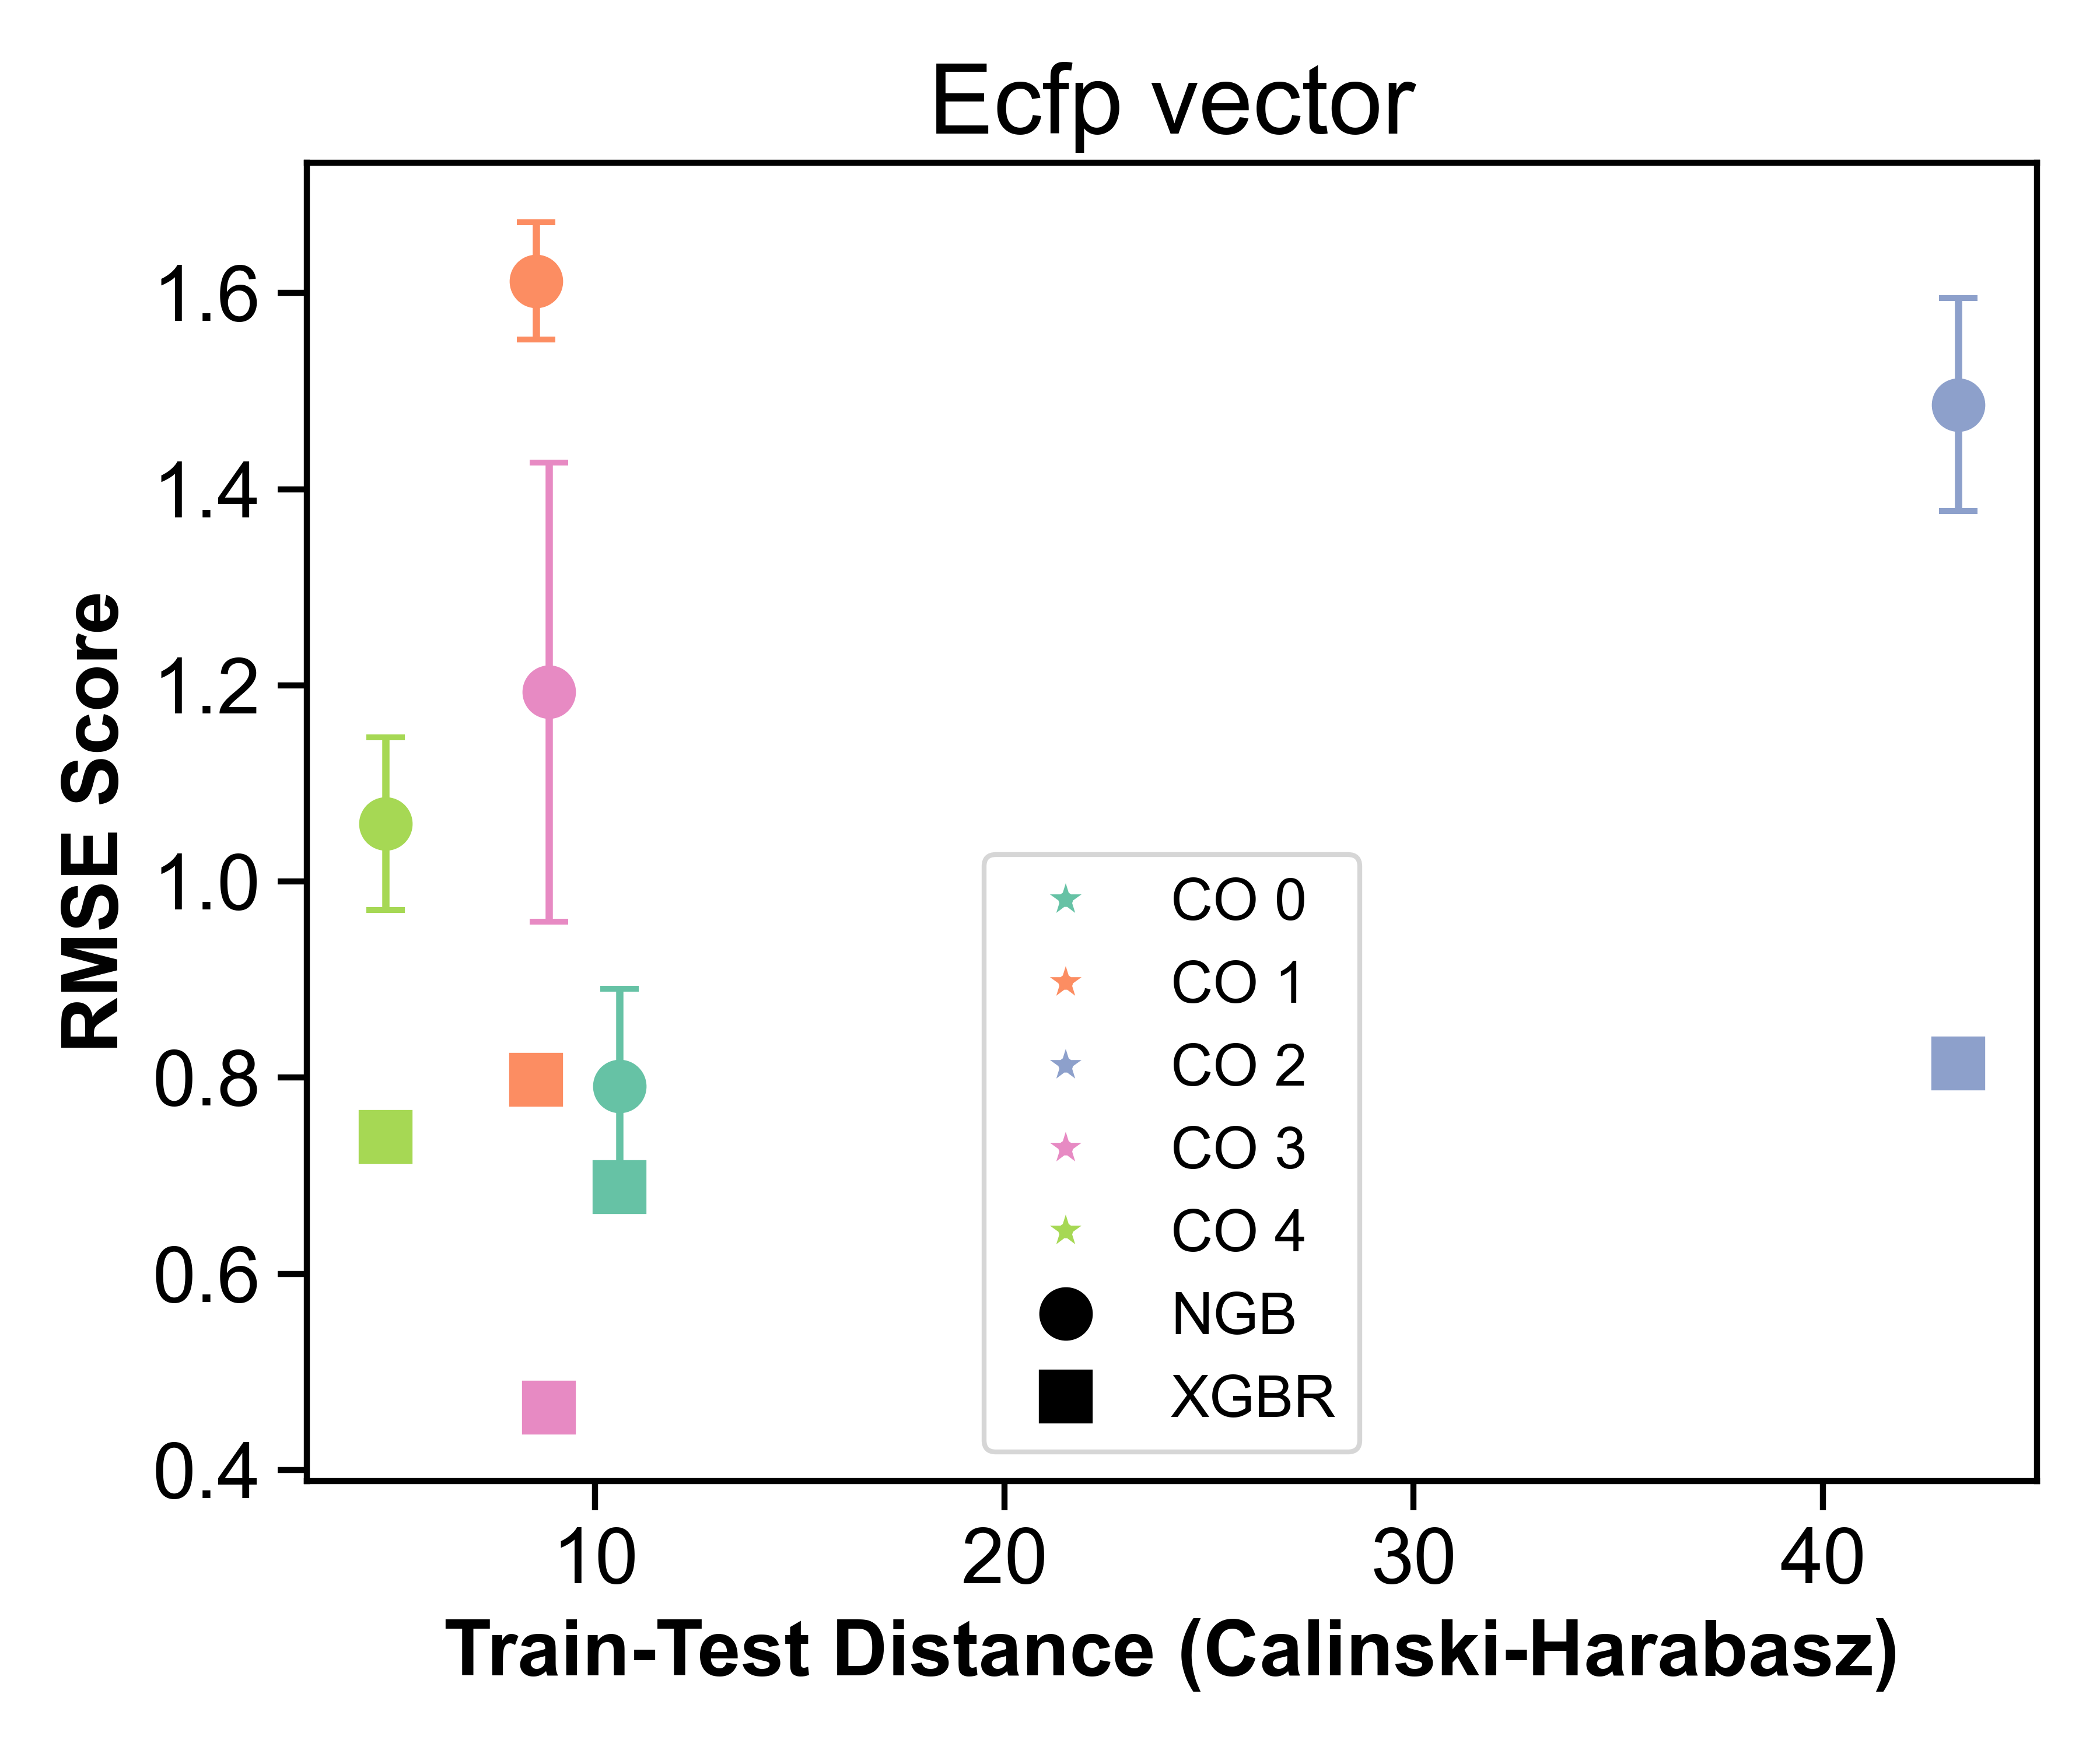 Ecfp vector
1.6
1.4
1.2
1.0
0.8
0.6
0.4
RMSE Score
CO 0
CO 1
CO 2
CO 3
CO 4
NGB
XGBR
10 20 30 40
Train-Test Distance (Calinski-Harabasz)